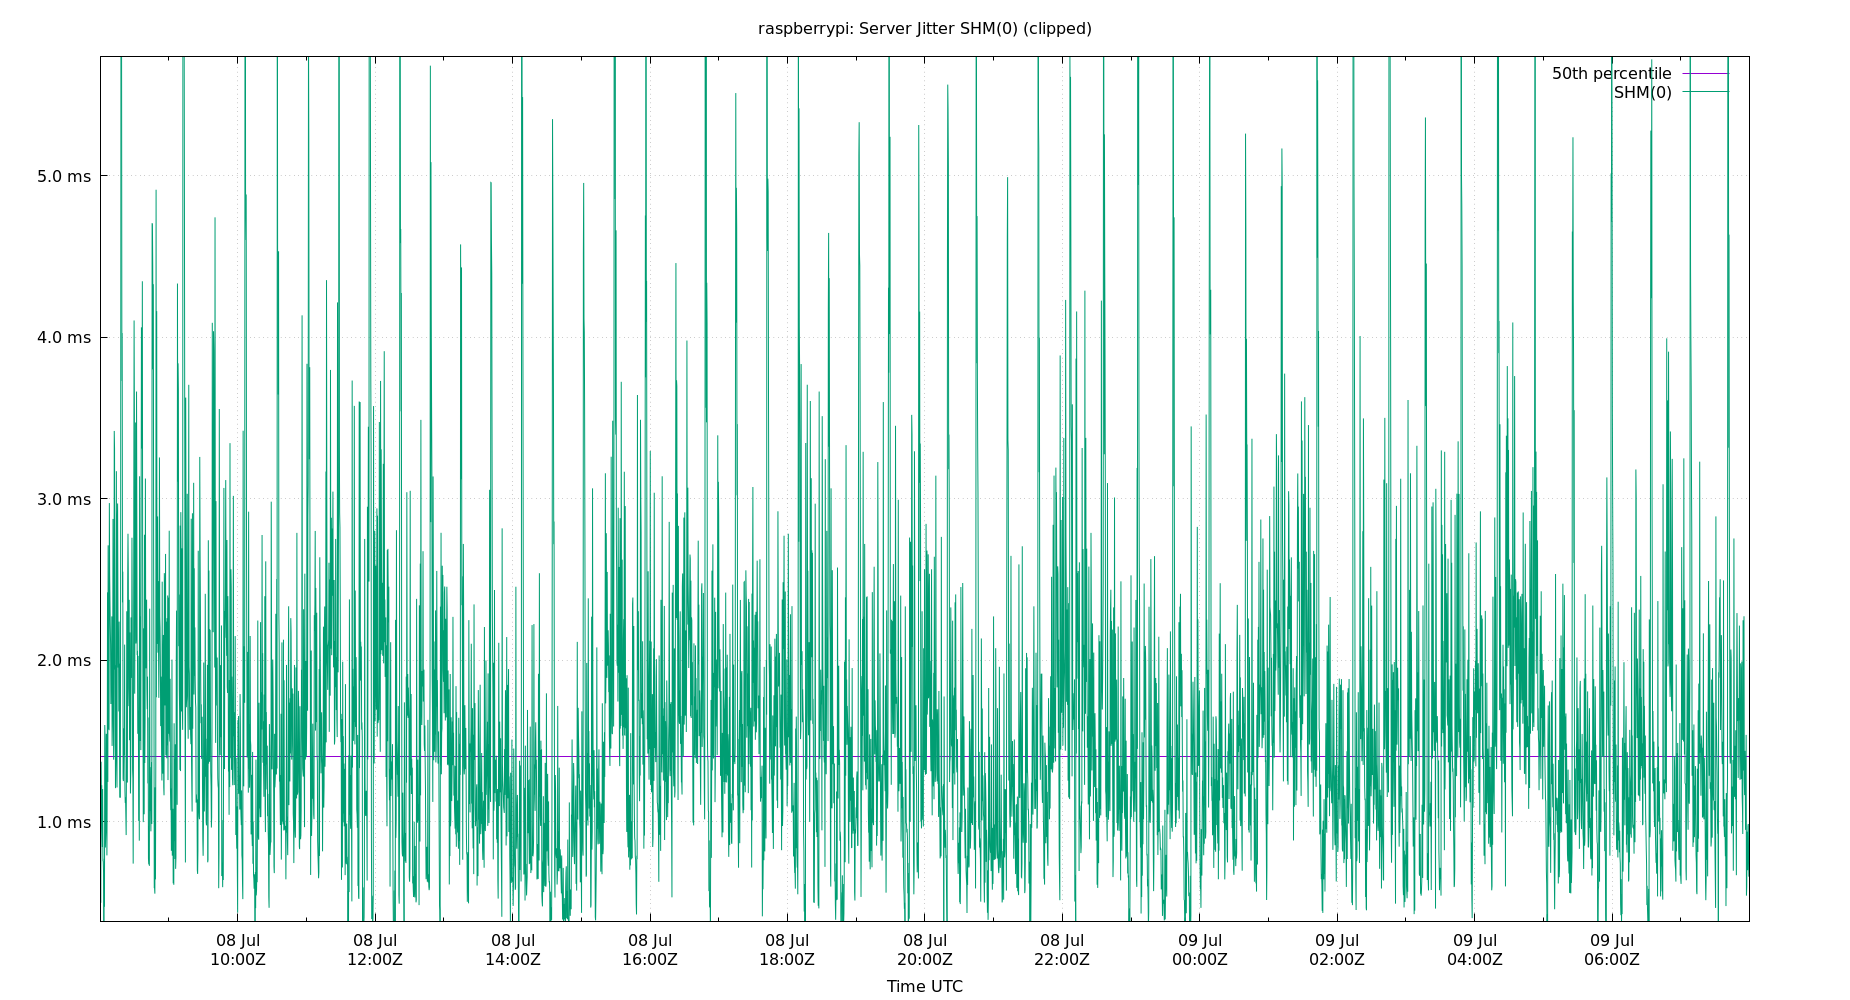 raspberrypi: Server Jitter SHM(0) (clipped)
50th percentile
SHM(0)
5.0 ms
4.0 ms
3.0 ms
2.0 ms
1.0 ms
08 Jul 08 Jul 08 Jul 08 Jul 08 Jul 08 Jul 08 Jul 09 Jul 09 Jul 09 Jul 09 Jul
10:00Z 12:00Z 14:00Z 16:00Z 18:00Z 20:00Z 22:00Z 00:00Z 02:00Z 04:00Z 06:00Z
Time UTC